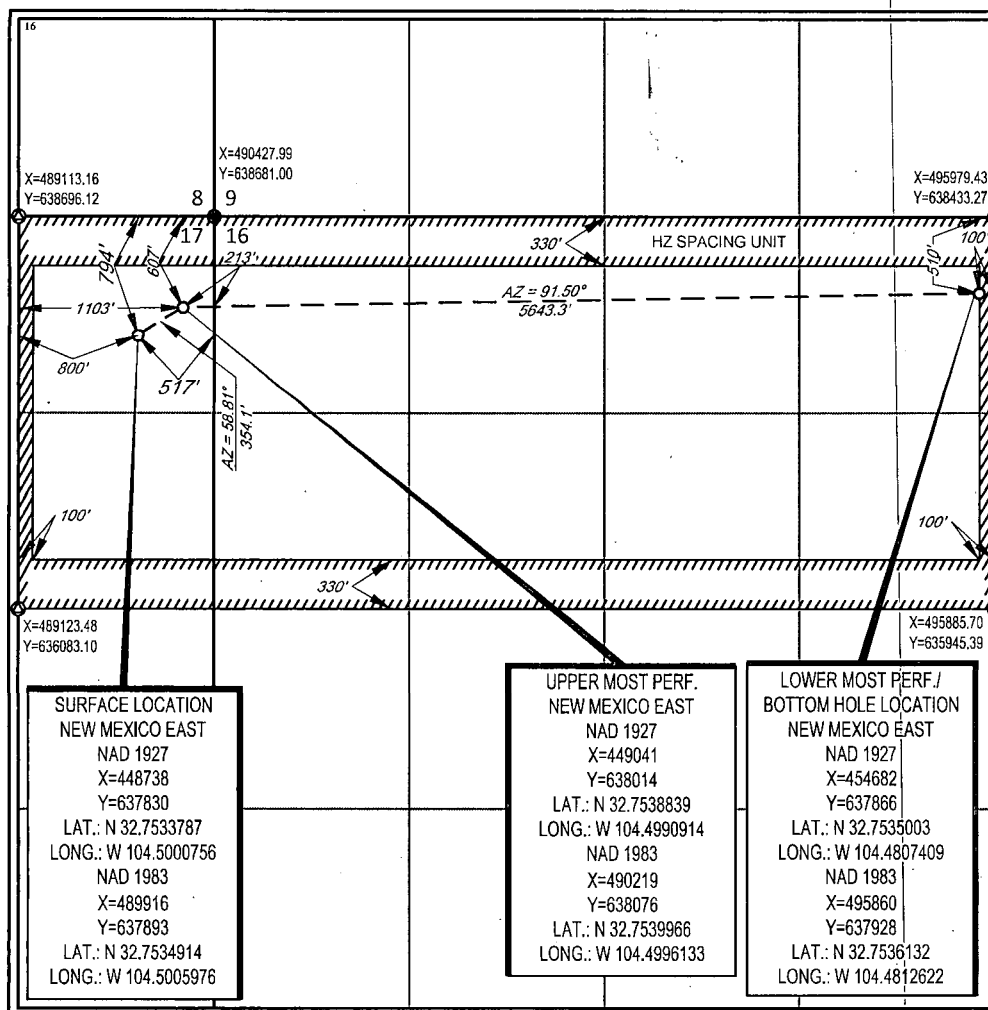 16
X=490427.99
Y=638681.00
X=489113.16
Y=638696.12
8 9
17 16
X=495979.43
Y=638433.27
794'
607'
213'
330'
HZ SPACING UNIT
510'
100'
1103'
AZ = 91.50°
5643.3'
800'
517'
AZ = 58.81°
354.1'
100'
100'
330'
X=489123.48
Y=636083.10
X=495885.70
Y=635945.39
SURFACE LOCATION
NEW MEXICO EAST
NAD 1927
X=448738
Y=637830
LAT.: N 32.7533787
LONG.: W 104.5000756
NAD 1983
X=489916
Y=637893
LAT.: N 32.7534914
LONG.: W 104.5005976
UPPER MOST PERF.
NEW MEXICO EAST
NAD 1927
X=449041
Y=638014
LAT.: N 32.7538839
LONG.: W 104.4990914
NAD 1983
X=490219
Y=638076
LAT.: N 32.7539966
LONG.: W 104.4996133
LOWER MOST PERF./
BOTTOM HOLE LOCATION
NEW MEXICO EAST
NAD 1927
X=454682
Y=637866
LAT.: N 32.7535003
LONG.: W 104.4807409
NAD 1983
X=495860
Y=637928
LAT.: N 32.7536132
LONG.: W 104.4812622